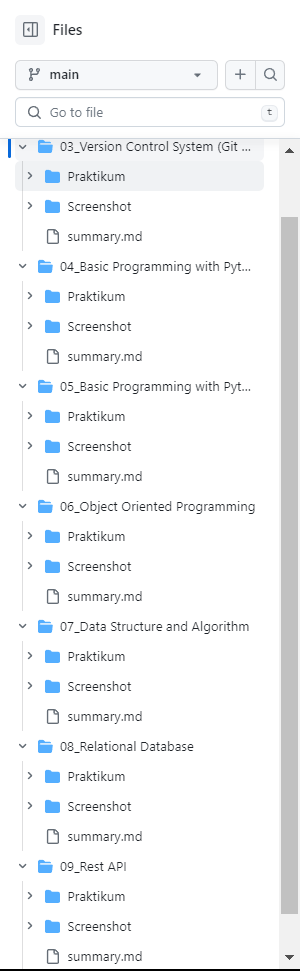 Files
main
Go to file
t
03_Version Control System (Git ...
Praktikum
Screenshot
summary.md
04_Basic Programming with Pyt...
Praktikum
Screenshot
summary.md
05_Basic Programming with Pyt...
Praktikum
Screenshot
summary.md
06_Object Oriented Programming
Praktikum
Screenshot
summary.md
07_Data Structure and Algorithm
Praktikum
Screenshot
summary.md
08_Relational Database
Praktikum
Screenshot
summary.md
09_Rest API
Praktikum
Screenshot
summary.md